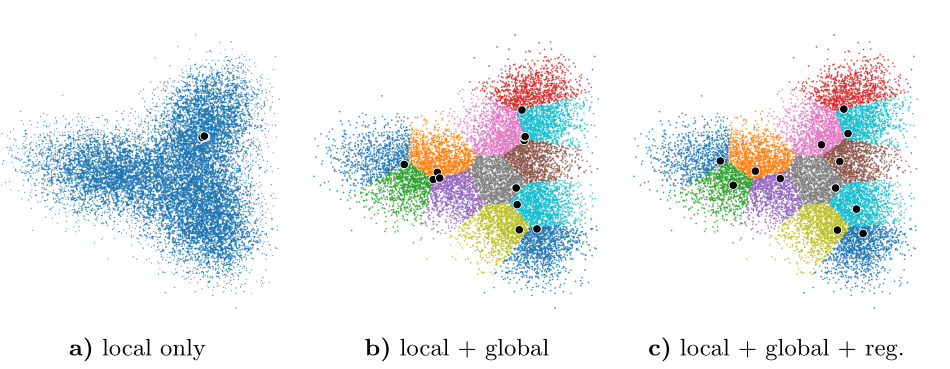 a) local only
b) local + global
c) local + global + reg.